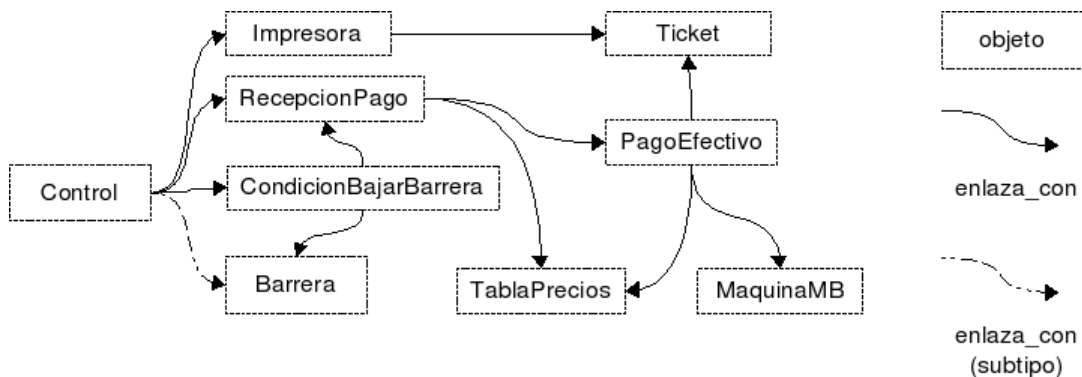 Impresora
Ticket
objeto
RecepcionPago
PagoEfectivo
Control
CondicionBajarBarrera
enlaza_con
Barrera
TablaPrecios
MaquinaMB
enlaza_con
(subtipo)